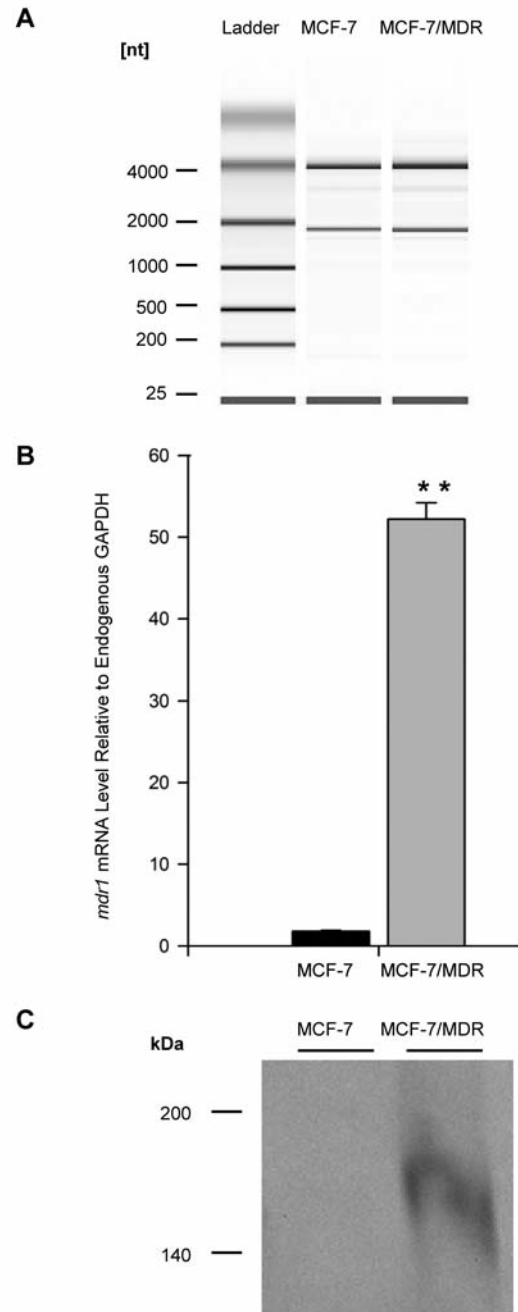 A
Ladder MCF-7 MCF-7/MDR
[nt]
4000
2000
1000
500
200
25
B
mdr1 mRNA Level Relative to Endogenous GAPDH
60
50
40
30
20
10
0
* *
MCF-7 MCF-7/MDR
C
MCF-7 MCF-7/MDR
kDa
200
140